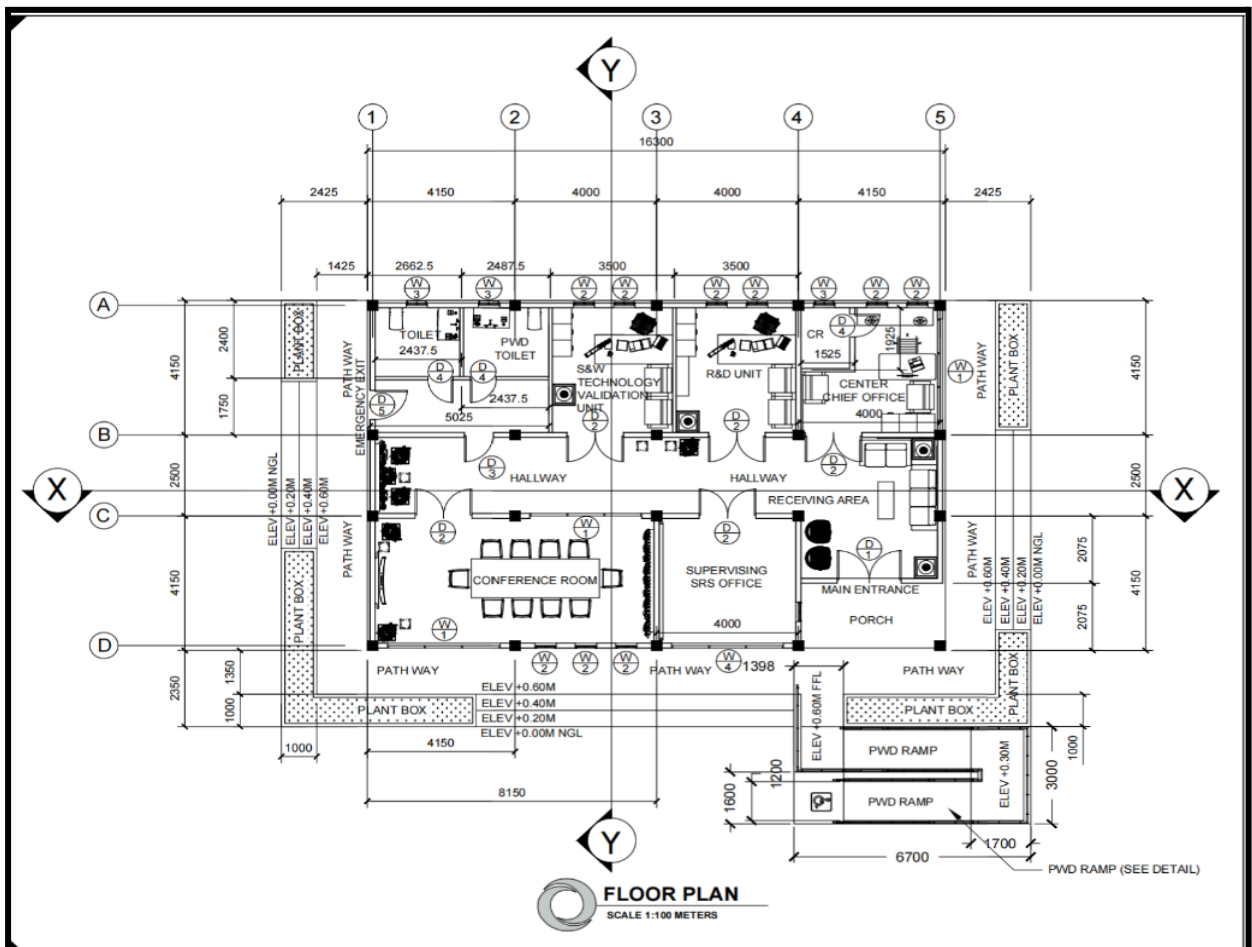 Y
1
2
3
4
5
16300
2425
4150
4000
4000
4150
2425
1425
2662.5
2487.5
3500
3500
W
3
W
3
W
2
W
2
W
2
W
2
W
3
W
2
W
2
A
4150
2400
1750
PLANT BOX
PATH WAY
EMERGENCY EXIT
TOILET
2437.5
PWD
TOILET
D
4
D
4
D
5
2437.5
5025
S&W
TECHNOLOGY
VALIDATION
UNIT
D
2
R&D UNIT
D
2
CR
D
4
1525
1925
CENTER
CHIEF OFFICE
4000
D
2
W
1
PATH WAY
PLANT BOX
4150
B
X
2500
ELEV +0.00M NGL
ELEV +0.20M
ELEV +0.40M
ELEV +0.60M
D
3
HALLWAY
HALLWAY
RECEIVING AREA
2500
X
C
4150
PATH WAY
PLANT BOX
D
2
W
1
D
2
D
1
CONFERENCE ROOM
W
1
SUPERVISING
SRS OFFICE
4000
MAIN ENTRANCE
PORCH
PATH WAY
ELEV +0.60M
ELEV +0.40M
ELEV +0.20M
ELEV +0.00M NGL
2075
2075
4150
D
W
2
W
2
W
2
W
4
1398
PATH WAY
PATH WAY
PATH WAY
2350
1350
1000
PLANT BOX
ELEV +0.60M
ELEV +0.40M
ELEV +0.20M
ELEV +0.00M NGL
ELEV +0.60M FFL
PLANT BOX
PLANT BOX
1000
1000
4150
8150
PWD RAMP
PWD RAMP
ELEV +0.30M
3000
1200
1600
1700
6700
PWD RAMP (SEE DETAIL)
Y
FLOOR PLAN
SCALE 1:100 METERS